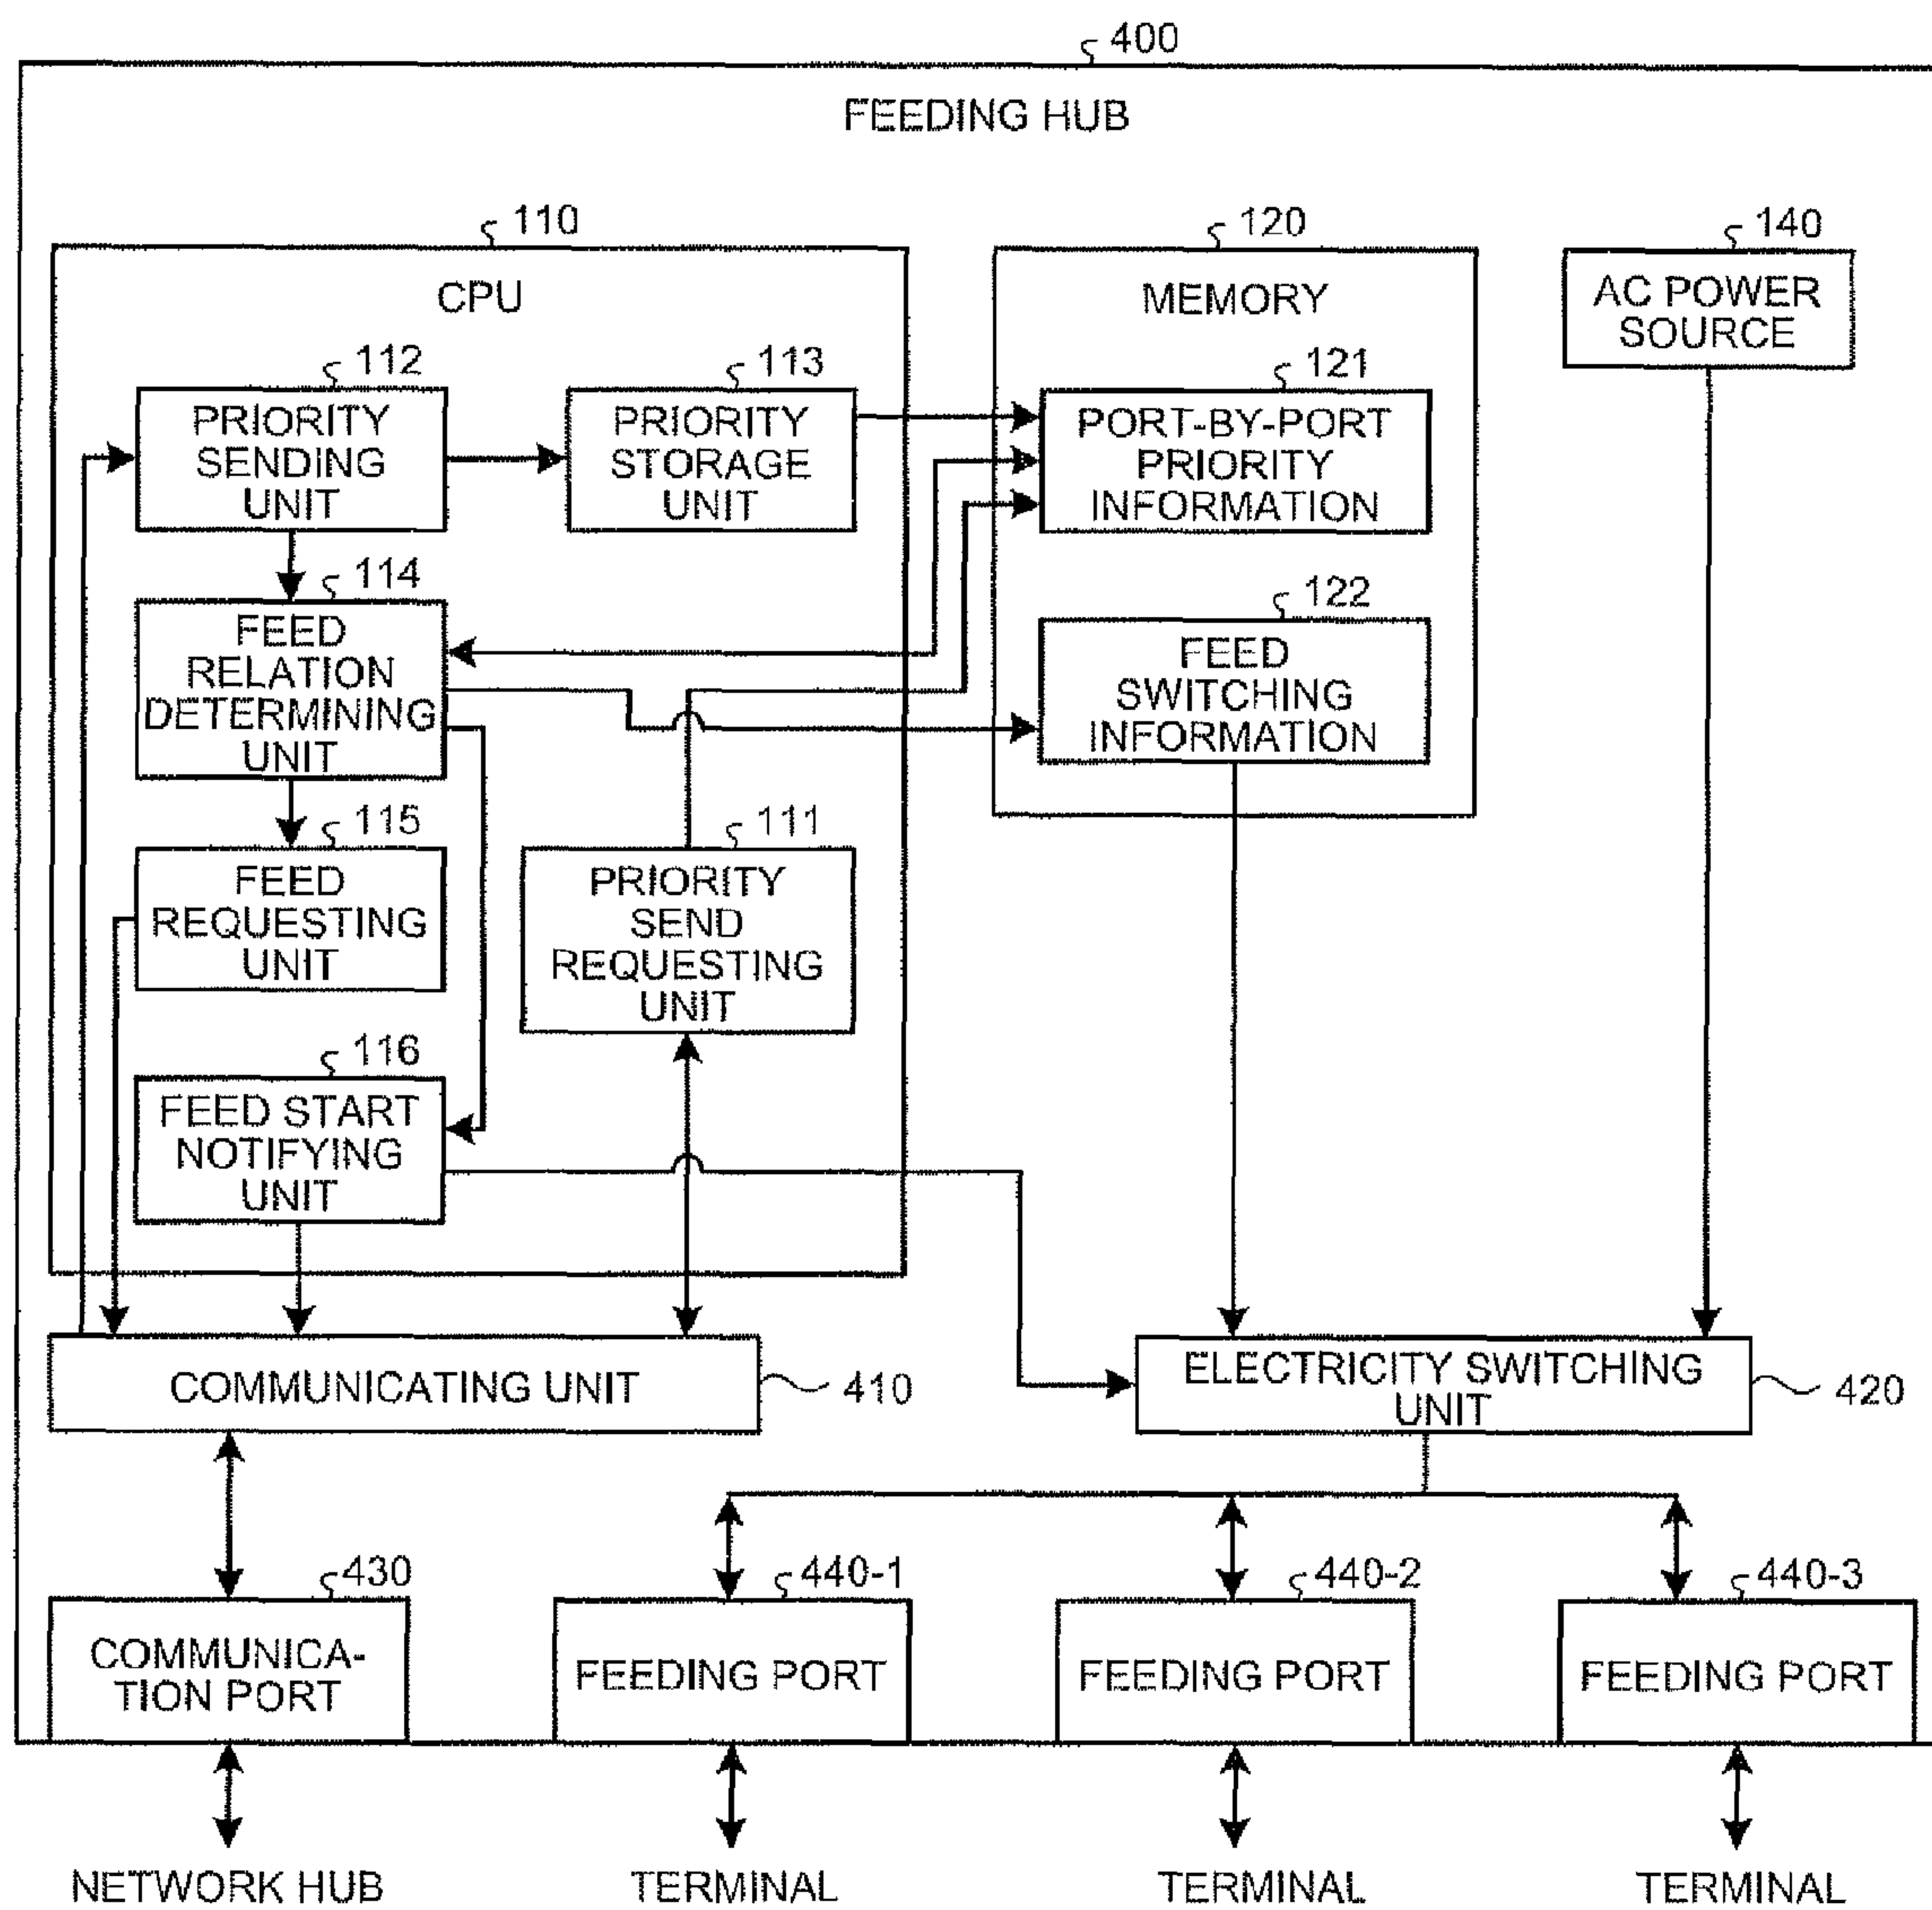 400
FEEDING HUB
110
120
140
CPU
MEMORY
AC POWER
SOURCE
112
113
121
PRIORITY
SENDING
UNIT
PRIORITY
STORAGE
UNIT
PORT-BY-PORT
PRIORITY
INFORMATION
114
122
FEED
RELATION
DETERMINING
UNIT
FEED
SWITCHING
INFORMATION
115
111
FEED
REQUESTING
UNIT
PRIORITY
SEND
REQUESTING
UNIT
116
FEED START
NOTIFYING
UNIT
COMMUNICATING UNIT
410
ELECTRICITY SWITCHING
UNIT
420
430
440-1
440-2
440-3
COMMUNICA-
TION PORT
FEEDING PORT
FEEDING PORT
FEEDING PORT
NETWORK HUB
TERMINAL
TERMINAL
TERMINAL